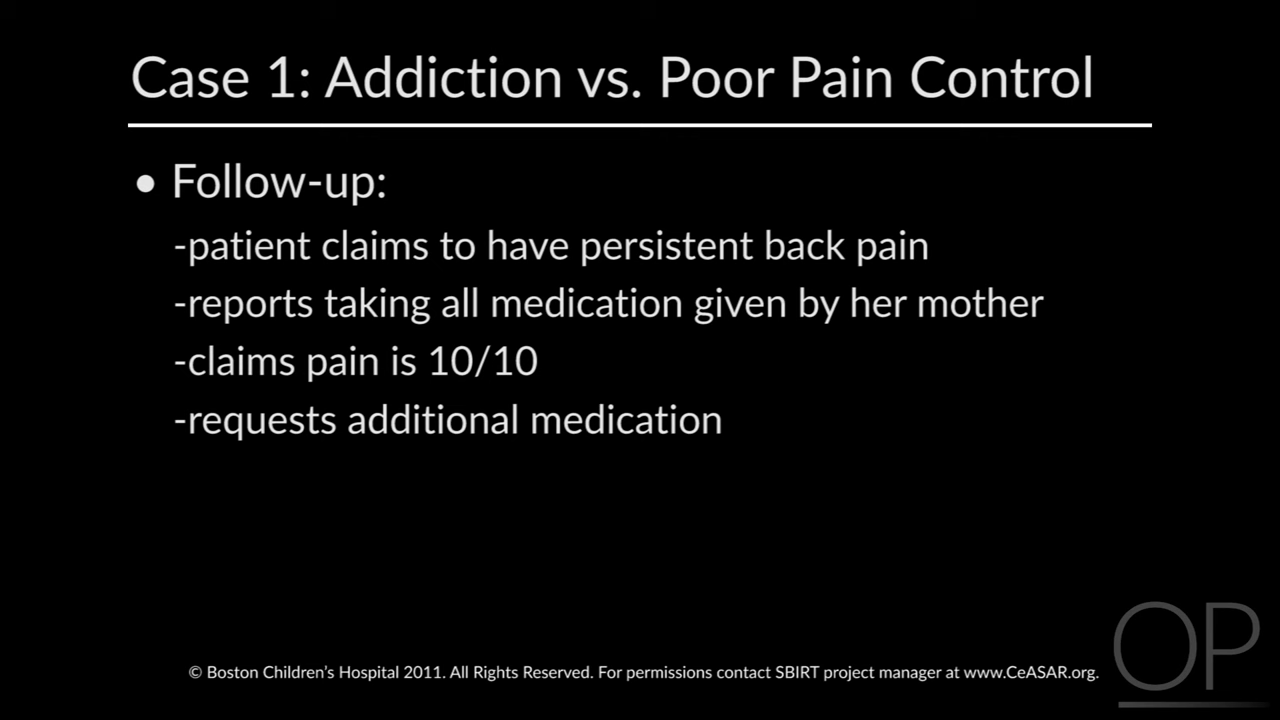 Case 1: Addiction vs. Poor Pain Control
• Follow-up:
-patient claims to have persistent back pain
-reports taking all medication given by her mother
-claims pain is 10/10
-requests additional medication
© Boston Children's Hospital 2011. All Rights Reserved. For permissions contact SBIRT project manager at www.CeASAR.org.
OP